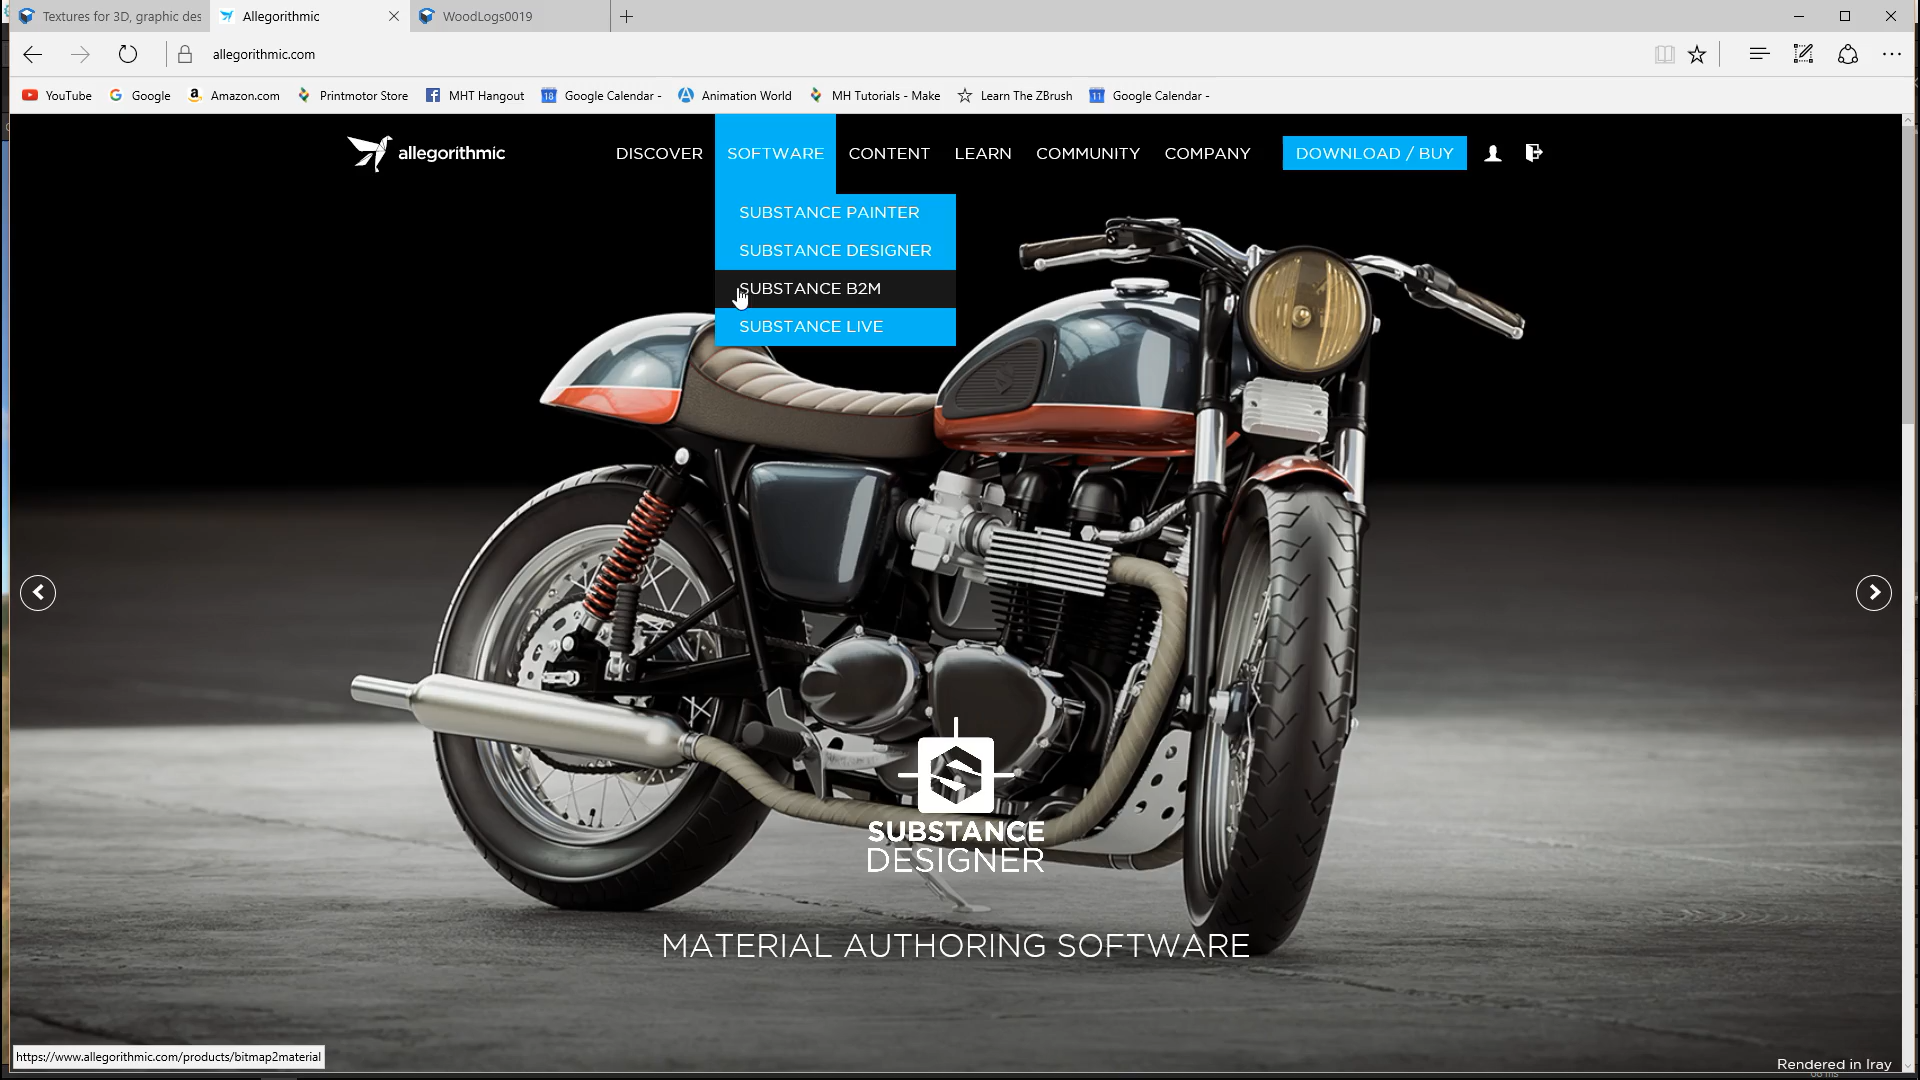 Textures for 3D, graphic des
Allegorithmic
WoodLogs0019
allegorithmic.com
YouTube
Google
Amazon.com
Printmotor Store
MHT Hangout
18
Google Calendar -
Animation World
MH Tutorials - Make
Learn The ZBrush
11
Google Calendar -
allegorithmic
DISCOVER
SOFTWARE
CONTENT
LEARN
COMMUNITY
COMPANY
DOWNLOAD / BUY
SUBSTANCE PAINTER
SUBSTANCE DESIGNER
SUBSTANCE B2M
SUBSTANCE LIVE
SUBSTANCE
DESIGNER
MATERIAL AUTHORING SOFTWARE
https://www.allegorithmic.com/products/bitmap2material
Rendered in Iray